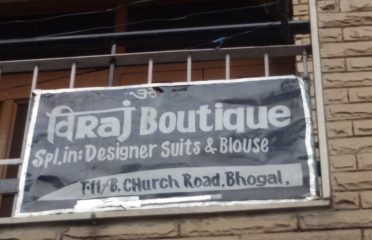 ॐ
विRaj Boutique
Spl.in: Designer Suits & Blouse
T-11/B, CHurch Road, Bhogal.